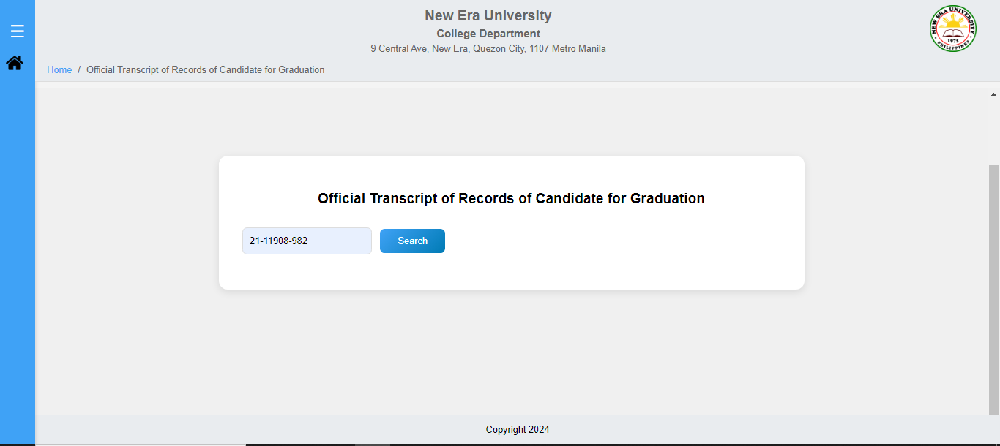 New Era University
College Department
9 Central Ave, New Era, Quezon City, 1107 Metro Manila
NEW ERA UNIVERSITY
1975
PHILIPPINES
Home / Official Transcript of Records of Candidate for Graduation
Official Transcript of Records of Candidate for Graduation
21-11908-982
Search
Copyright 2024